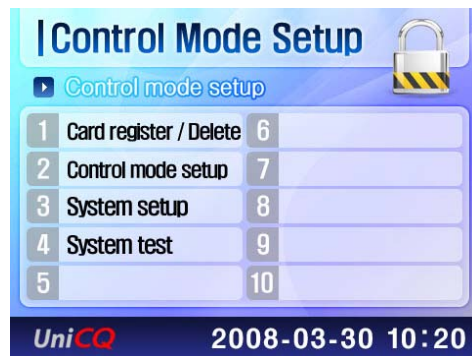 Control Mode Setup
Control mode setup
1 Card register / Delete 6
2 Control mode setup 7
3 System setup 8
4 System test 9
5 10
UniCQ 2008-03-30 10:20